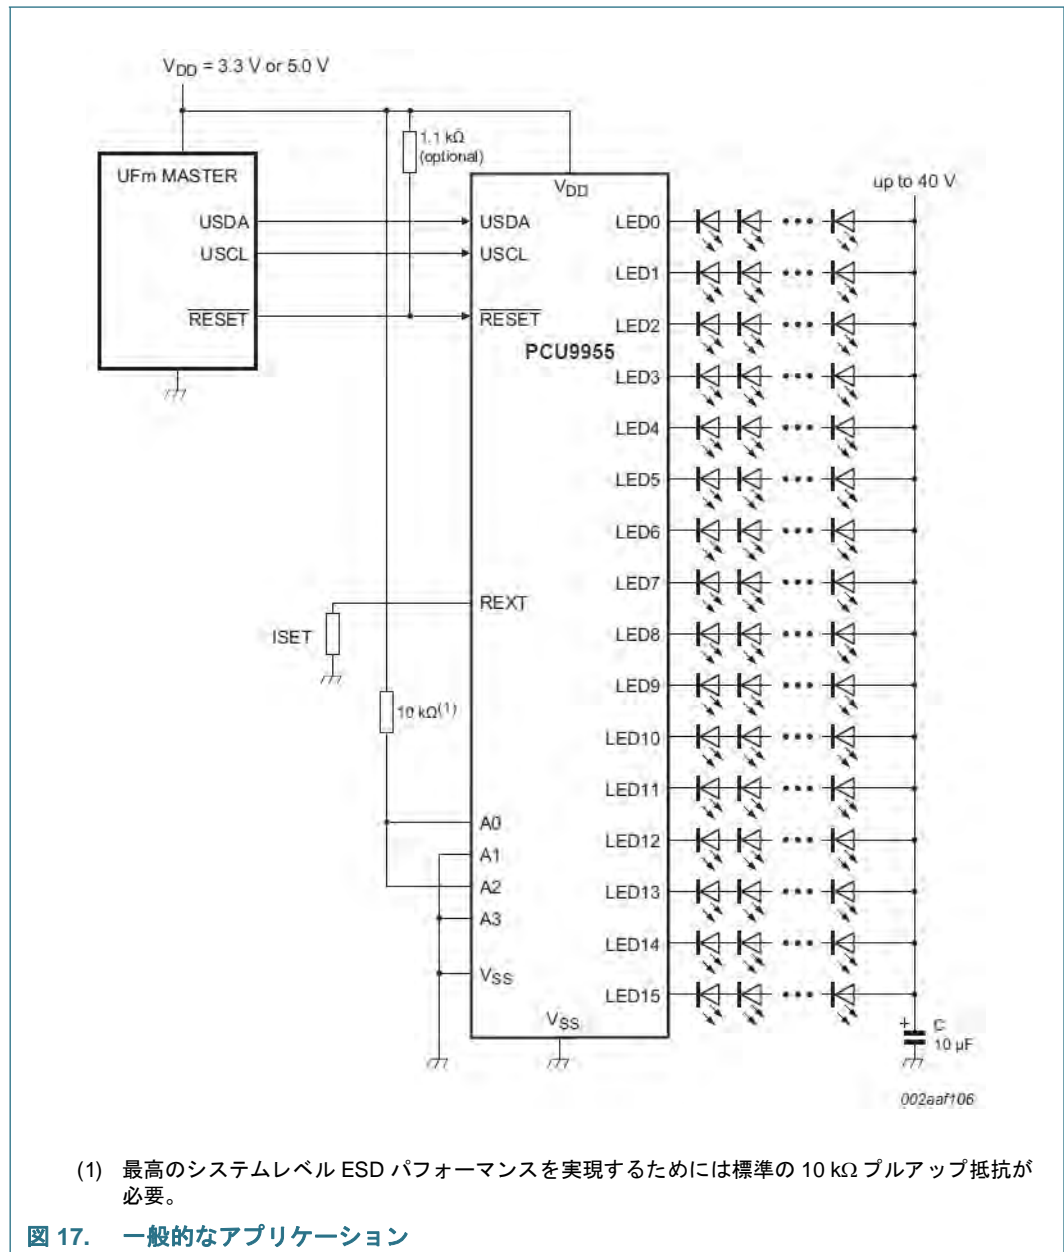 VDD = 3.3 V or 5.0 V
1.1 kΩ
(optional)
UFm MASTER
USDA
USCL
RESET
VDD
USDA
USCL
RESET
PCU9955
REXT
ISET
10 kΩ(1)
A0
A1
A2
A3
VSS
VSS
up to 40 V
LED0
LED1
LED2
LED3
LED4
LED5
LED6
LED7
LED8
LED9
LED10
LED11
LED12
LED13
LED14
LED15
+
C
10 µF
002aaf106
(1) 最高のシステムレベル ESD パフォーマンスを実現するためには標準の 10 kΩ プルアップ抵抗が
必要。
図 17. 一般的なアプリケーション